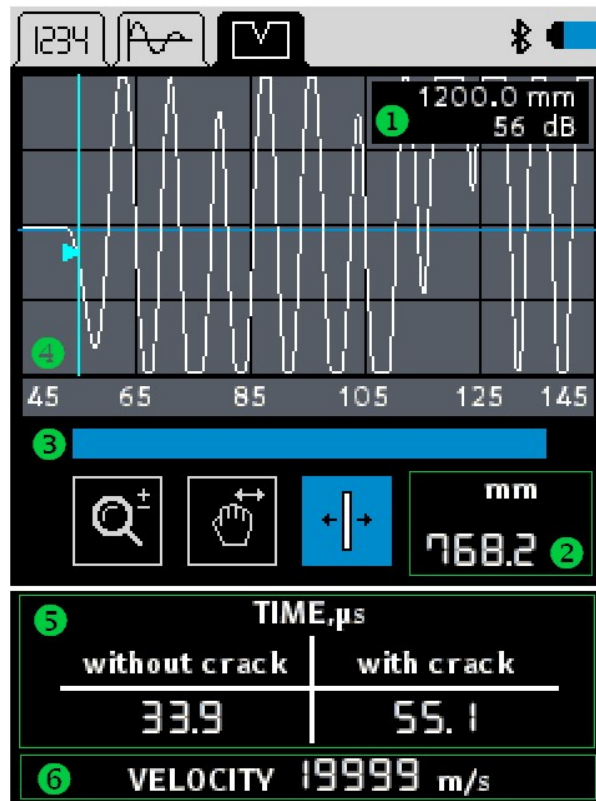 1234
1 1200.0 mm
56 dB
4
45 65 85 105 125 145
3
±
mm
768.2 2
5 TIME,µs
without crack with crack
33.9 55.1
6 VELOCITY 19999 m/s